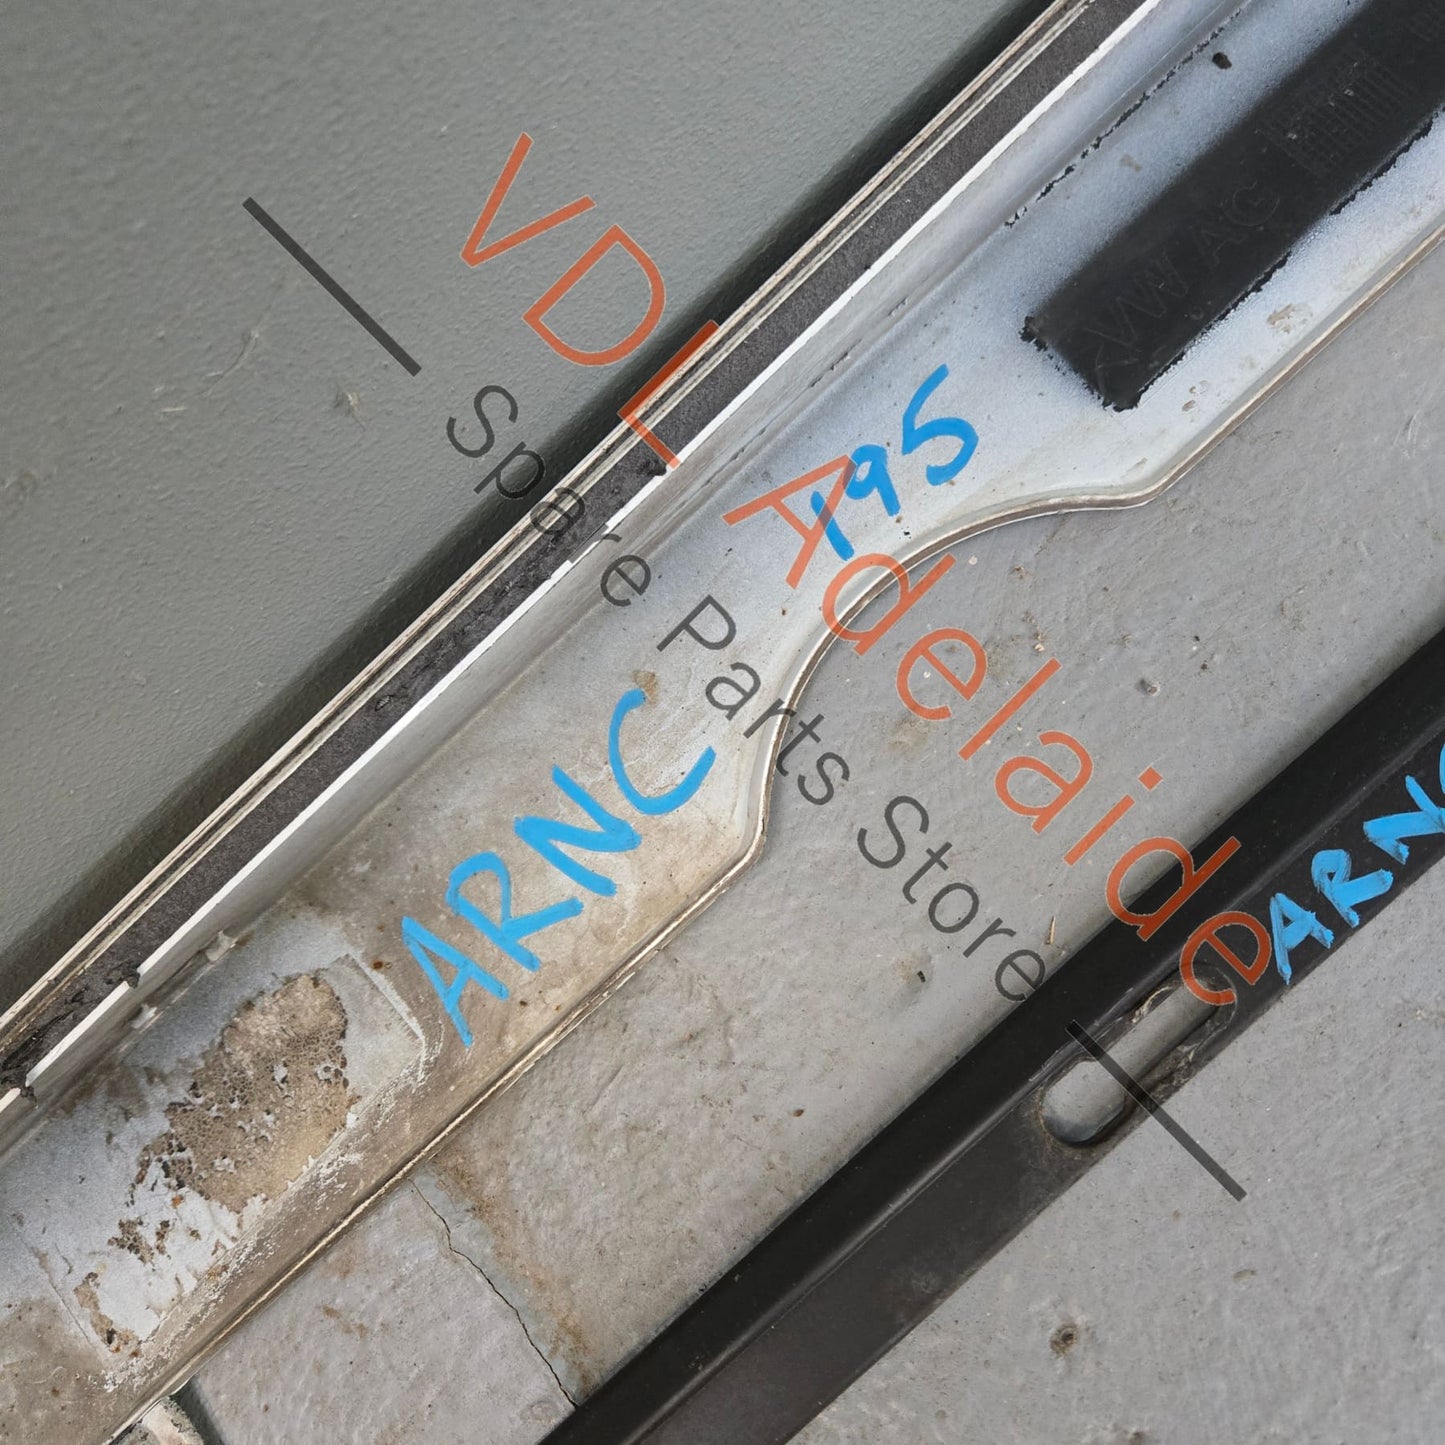 VDL Adelaide
Spare Parts Store
195
ARNC
ARNC
VW AG